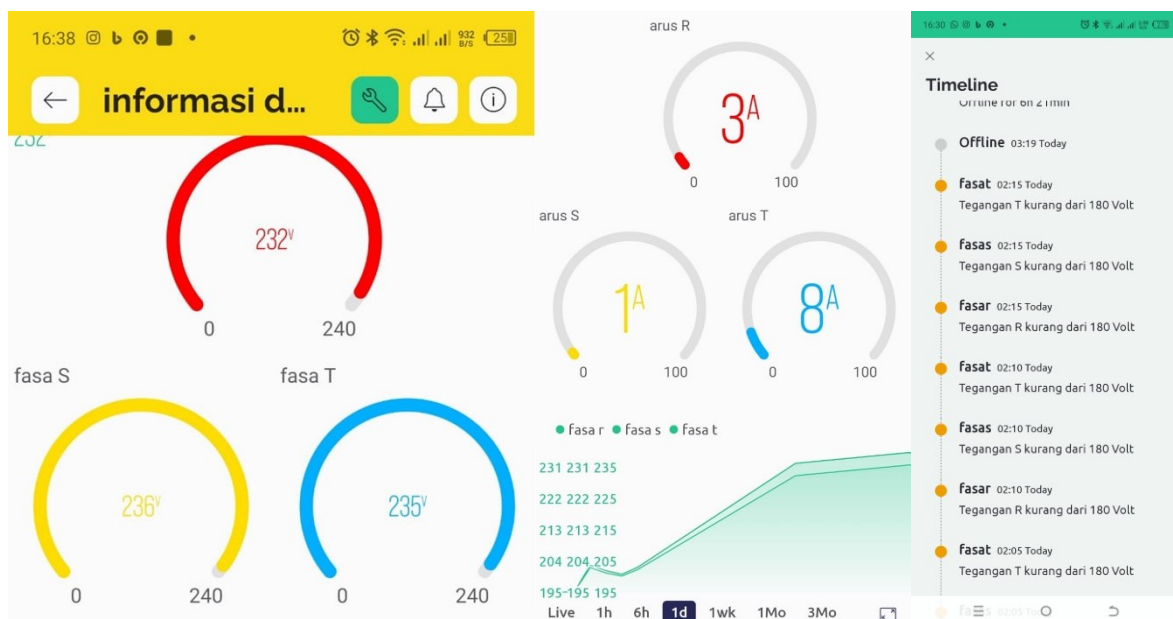 16:38
932
B/S
25
informasi d...
232
232V
0 240
fasa S
fasa T
236V
0 240
235V
0 240
arus R
3A
0 100
arus S
arus T
1A
0 100
8A
0 100
fasa r fasa s fasa t
231 231 235
222 222 225
213 213 215
204 204 205
195-195 195
Live 1h 6h 1d 1wk 1Mo 3Mo
16:30
Timeline
Offline for 6h 21min
Offline 03:19 Today
fasat 02:15 Today
Tegangan T kurang dari 180 Volt
fasas 02:15 Today
Tegangan S kurang dari 180 Volt
fasar 02:15 Today
Tegangan R kurang dari 180 Volt
fasat 02:10 Today
Tegangan T kurang dari 180 Volt
fasas 02:10 Today
Tegangan S kurang dari 180 Volt
fasar 02:10 Today
Tegangan R kurang dari 180 Volt
fasat 02:05 Today
Tegangan T kurang dari 180 Volt